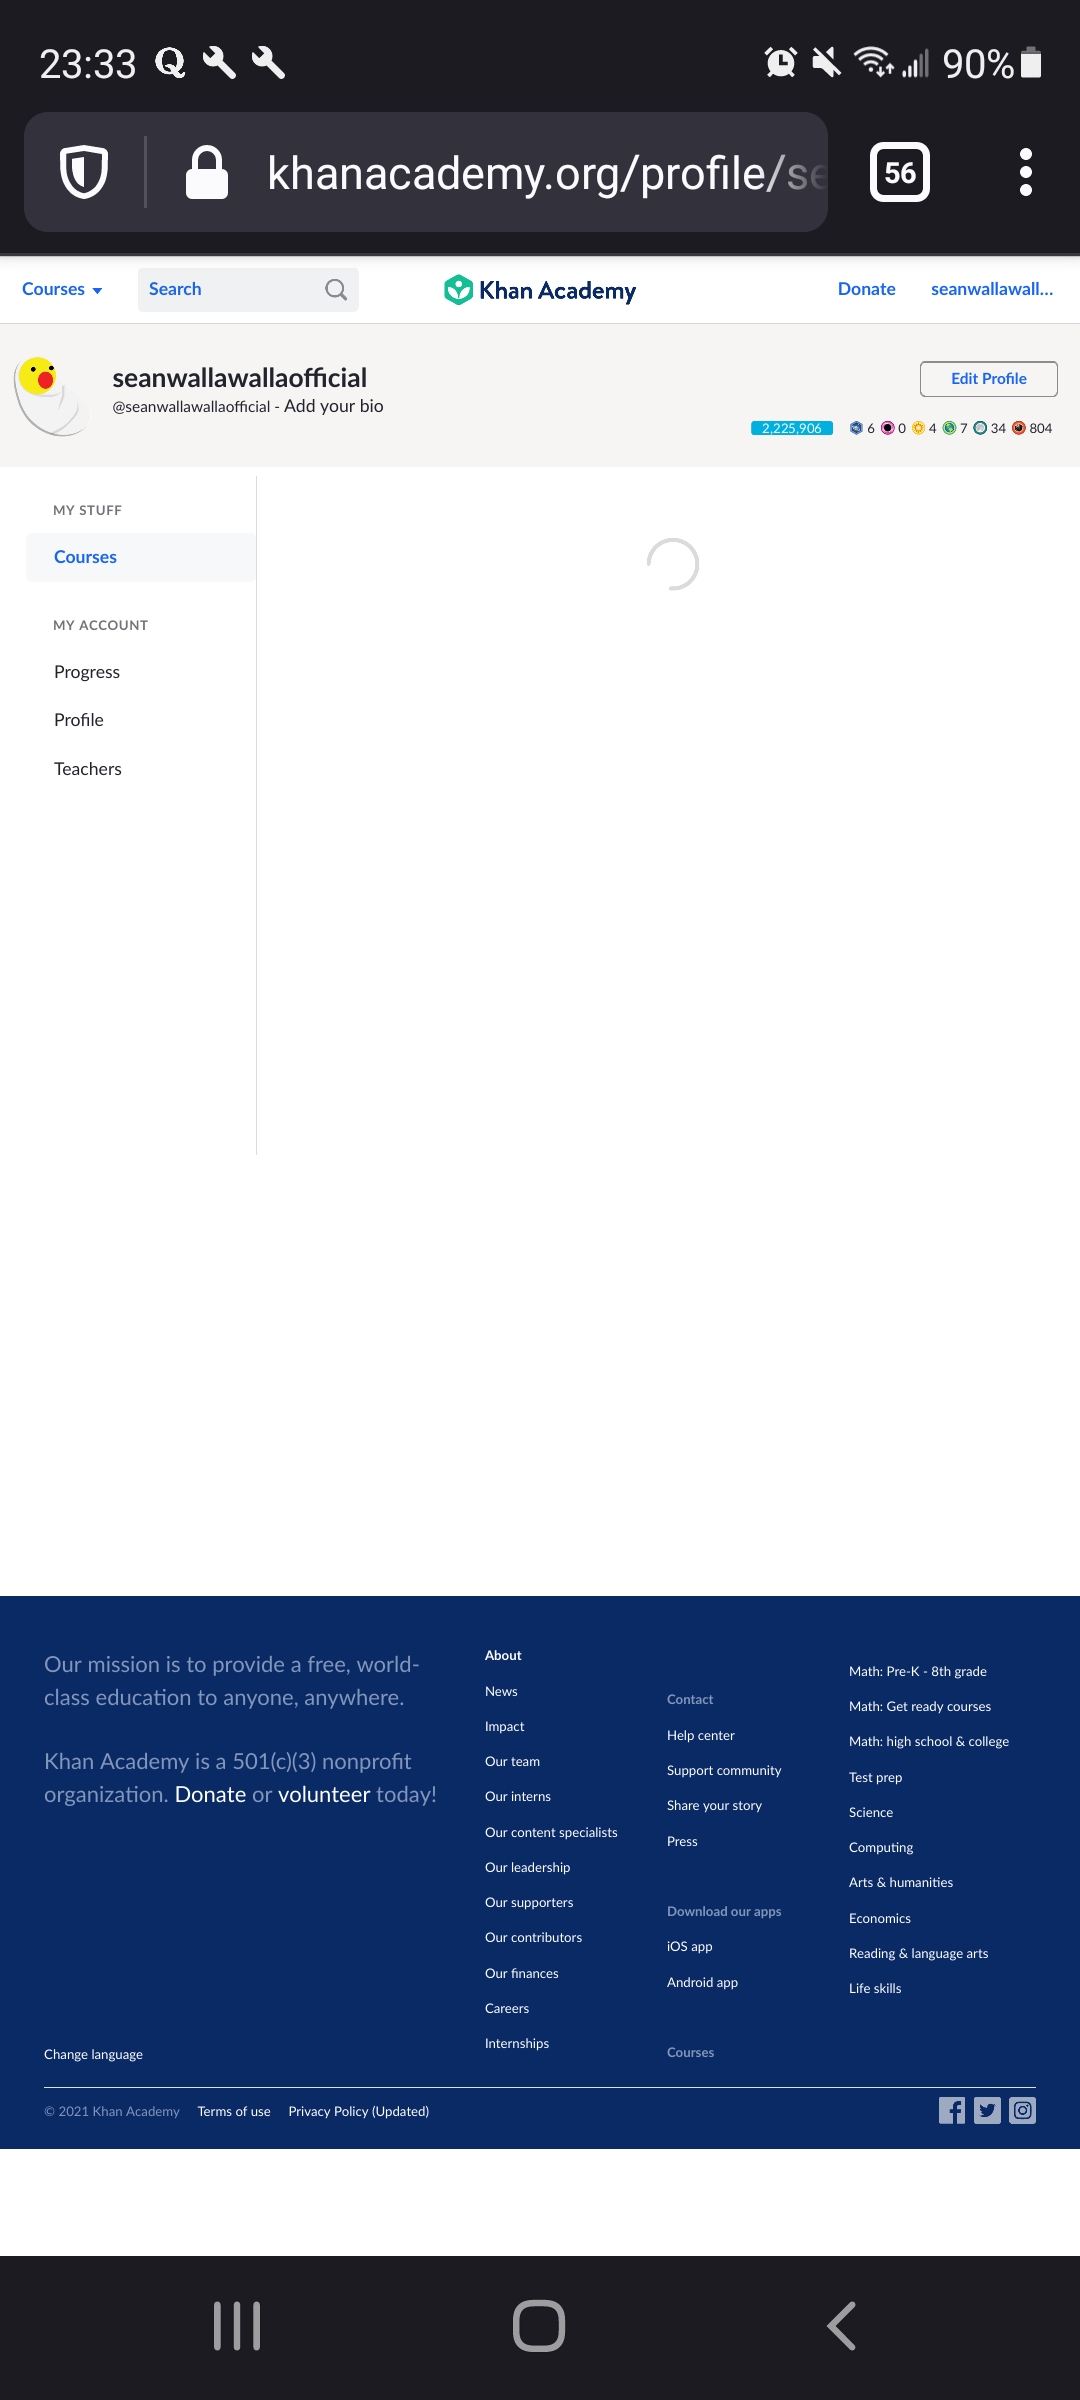 23:33
90%
khanacademy.org/profile/se
56
Courses
Search
Khan Academy
Donate
seanwallawall...
seanwallawallaofficial
@seanwallawallaofficial - Add your bio
Edit Profile
2,225,906
6 0 4 7 34 804
MY STUFF
Courses
MY ACCOUNT
Progress
Profile
Teachers
Our mission is to provide a free, world-
class education to anyone, anywhere.
Khan Academy is a 501(c)(3) nonprofit
organization. Donate or volunteer today!
About
News
Impact
Our team
Our interns
Our content specialists
Our leadership
Our supporters
Our contributors
Our finances
Careers
Internships
Contact
Help center
Support community
Share your story
Press
Download our apps
iOS app
Android app
Courses
Math: Pre-K - 8th grade
Math: Get ready courses
Math: high school & college
Test prep
Science
Computing
Arts & humanities
Economics
Reading & language arts
Life skills
Change language
© 2021 Khan Academy Terms of use Privacy Policy (Updated)